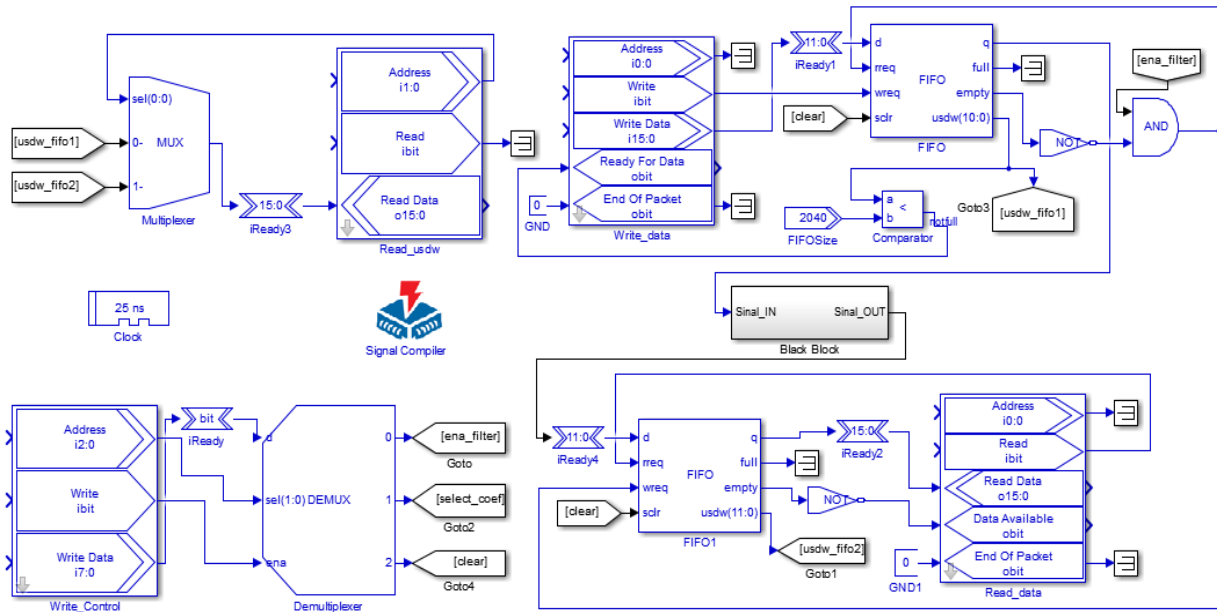 sel(0:0)
[usdw_fifo1]
0-
MUX
[usdw_fifo2]
1-
Multiplexer
15:0
iReady3
Address
i1:0
Read
ibit
Read Data
o15:0
Read_usdw
Address
i0:0
Write
ibit
Write Data
i15:0
Ready For Data
obit
End Of Packet
obit
Write_data
0
GND
11:0
iReady1
[clear]
d
q
rreq
full
FIFO
wreq
empty
sclr
usdw(10:0)
FIFO
[ena_filter]
AND
NOT
2040
FIFOSize
a
<
b
notfull
Comparator
Goto3
[usdw_fifo1]
25 ns
Clock
Signal Compiler
Sinal_IN
Sinal_OUT
Black Block
Address
i2:0
Write
ibit
Write Data
i7:0
Write_Control
bit
iReady
d
0
sel(1:0) DEMUX
1
ena
2
Demultiplexer
[ena_filter]
Goto
[select_coef]
Goto2
[clear]
Goto4
11:0
iReady4
[clear]
d
q
rreq
full
FIFO
wreq
empty
sclr
usdw(11:0)
FIFO1
15:0
iReady2
NOT
[usdw_fifo2]
Goto1
0
GND1
Address
i0:0
Read
ibit
Read Data
o15:0
Data Available
obit
End Of Packet
obit
Read_data